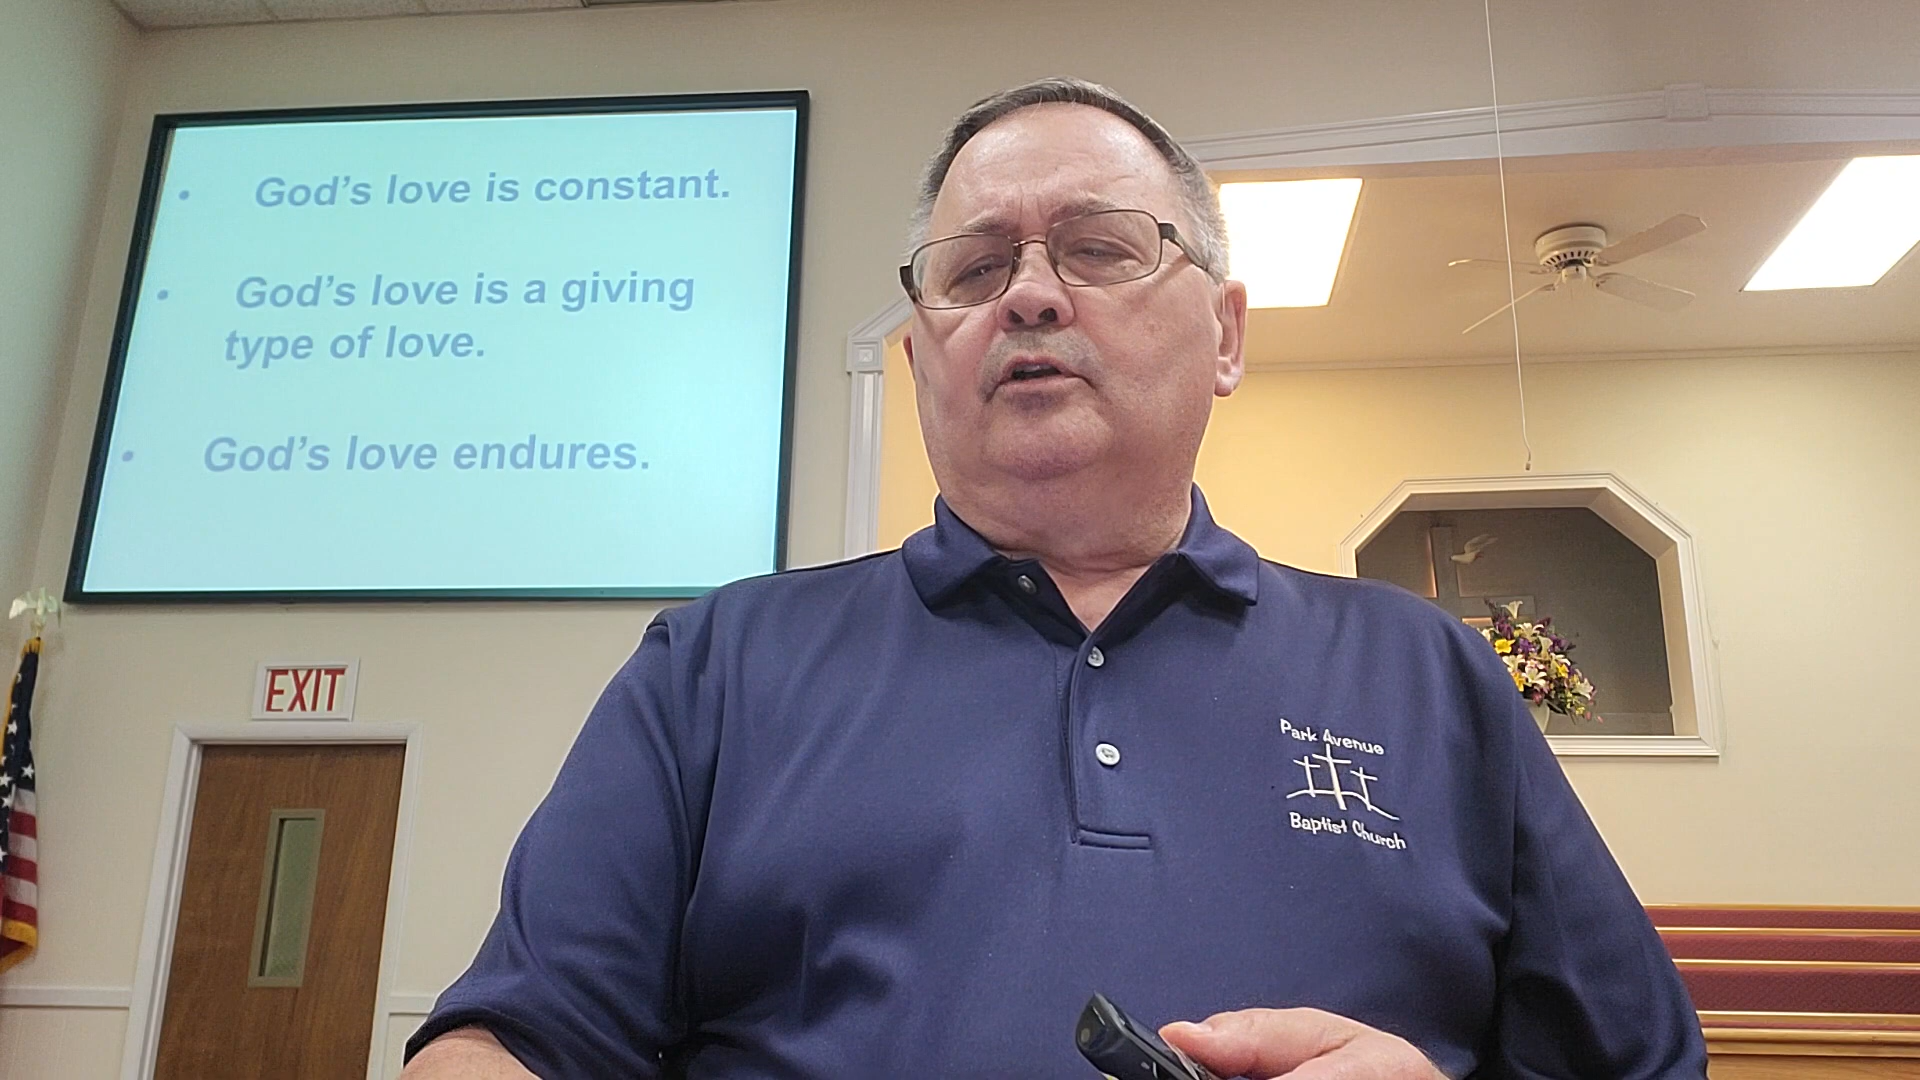 • God's love is constant.
• God's love is a giving
type of love.
• God's love endures.
EXIT
Park Avenue
Baptist Church